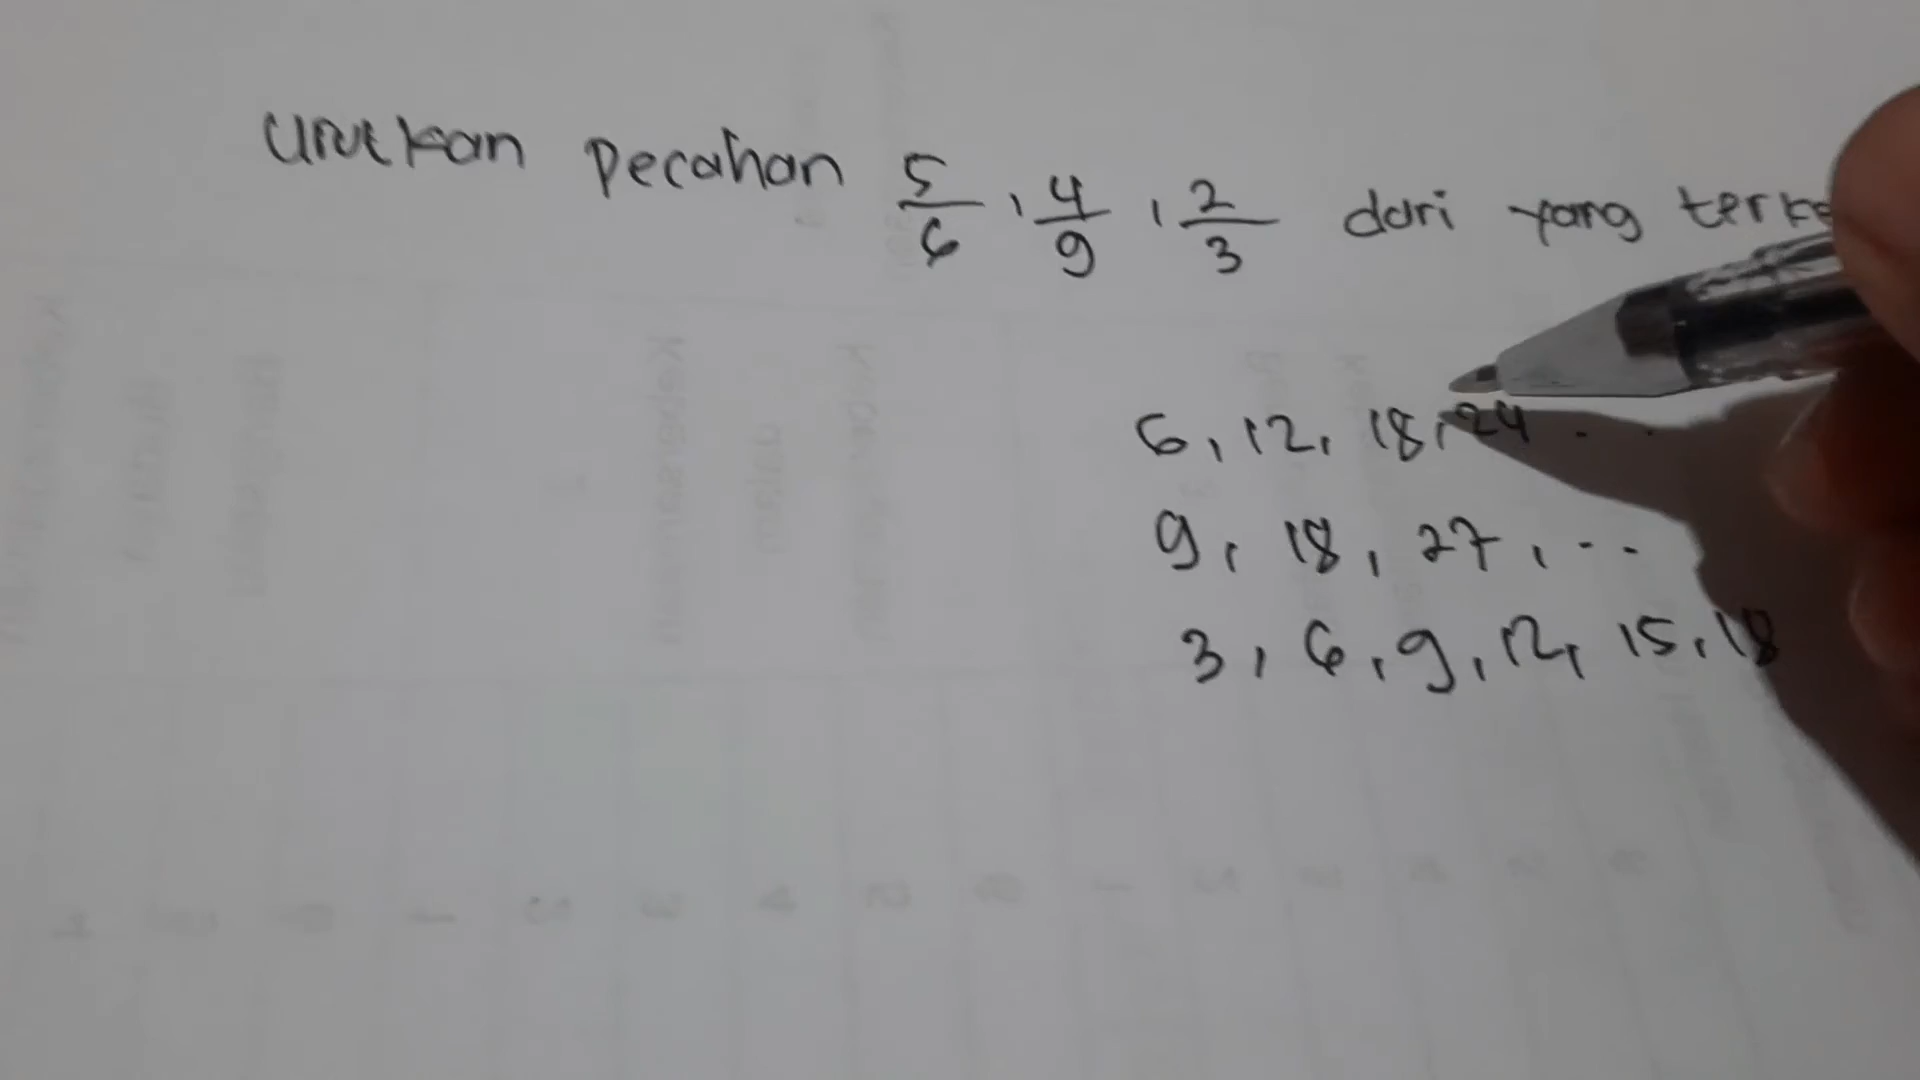 Urutkan Pecahan 5/6, 4/9, 2/3 dari yang
6, 12, 18, 24 . .
9, 18, 27, ..
3, 6, 9, 12, 15, 18